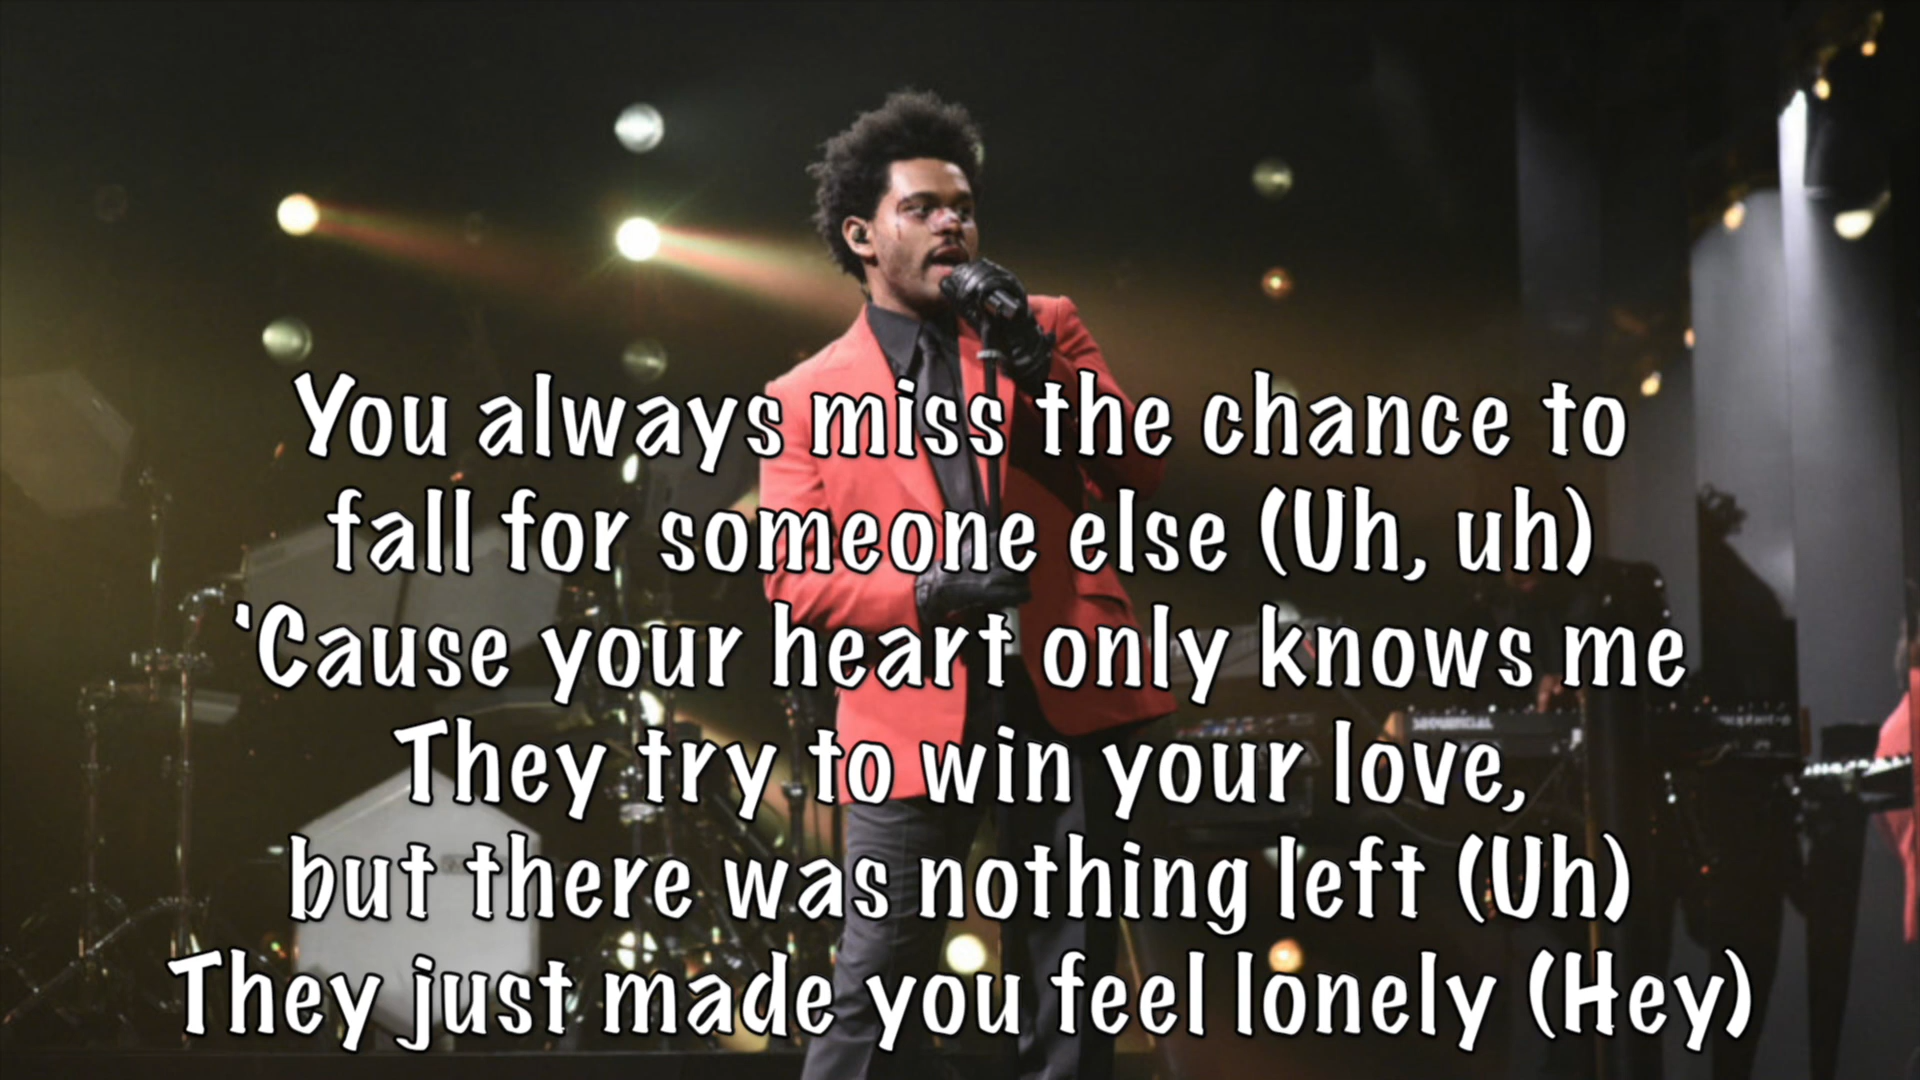 You always miss the chance to
fall for someone else (Uh, uh)
'Cause your heart only knows me
They try to win your love,
but there was nothing left (Uh)
They just made you feel lonely (Hey)
SEQUENTIAL